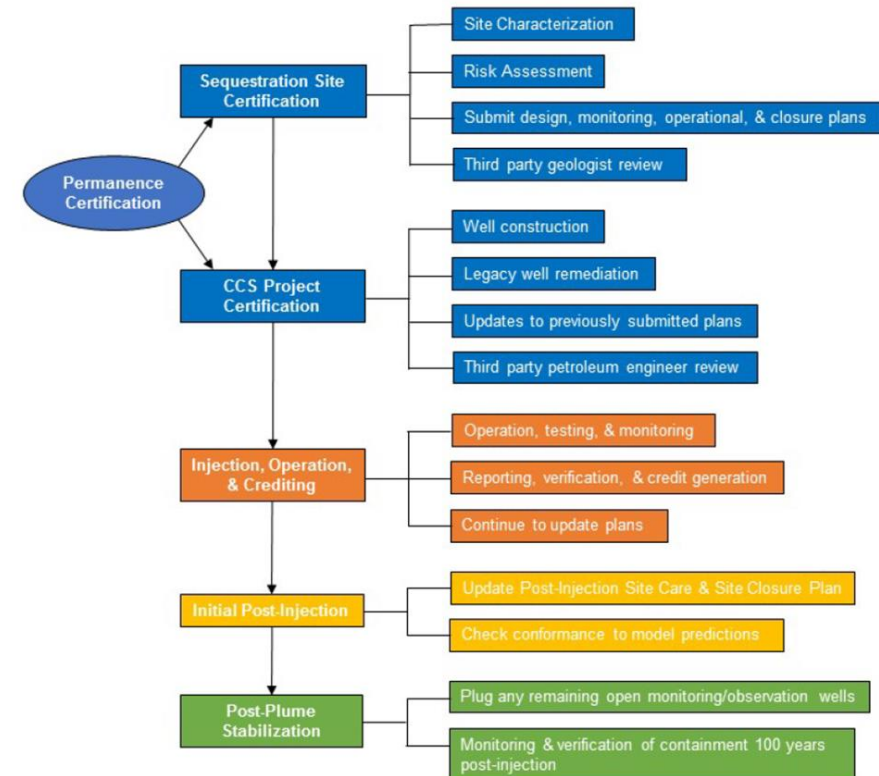 Permanence
Certification
Sequestration Site
Certification
Site Characterization
Risk Assessment
Submit design, monitoring, operational, & closure plans
Third party geologist review
CCS Project
Certification
Well construction
Legacy well remediation
Updates to previously submitted plans
Third party petroleum engineer review
Injection, Operation,
& Crediting
Operation, testing, & monitoring
Reporting, verification, & credit generation
Continue to update plans
Initial Post-Injection
Update Post-Injection Site Care & Site Closure Plan
Check conformance to model predictions
Post-Plume
Stabilization
Plug any remaining open monitoring/observation wells
Monitoring & verification of containment 100 years
post-injection